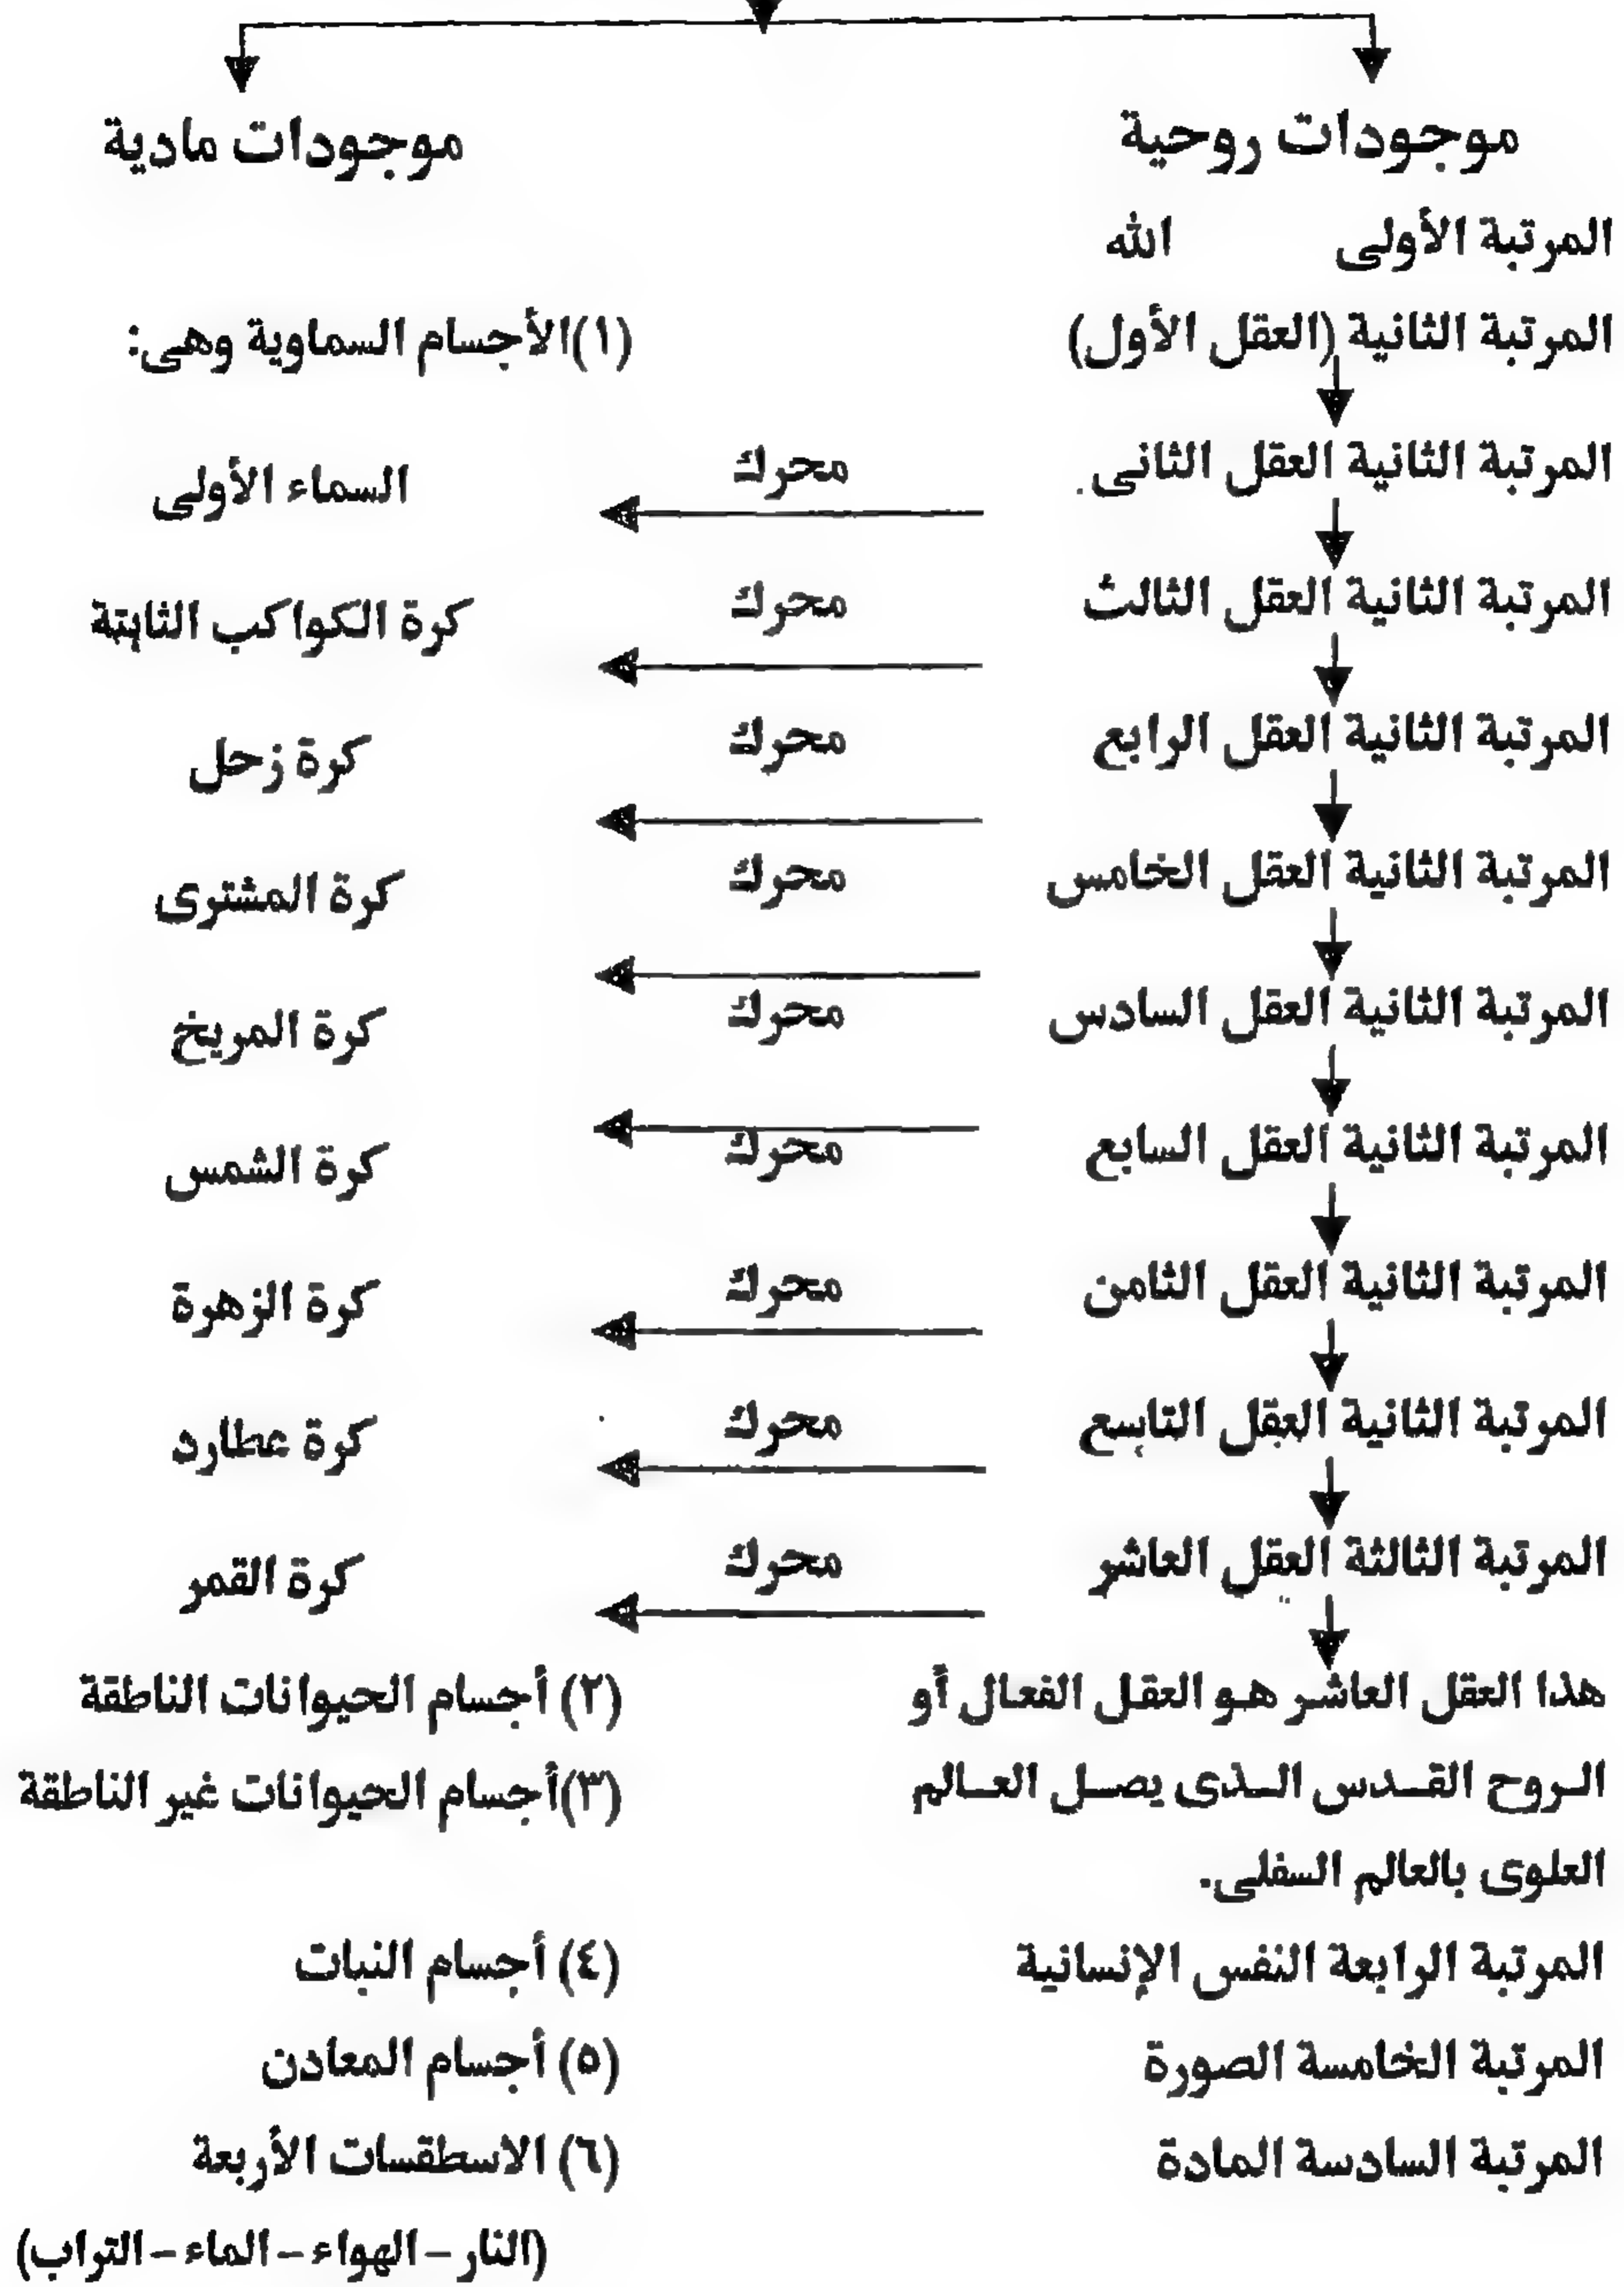 موجودات روحية
موجودات مادية
المرتبة الأولى الله
المرتبة الثانية (العقل الأول)
(١)الأجسام السماوية وهى:
المرتبة الثانية العقل الثانى.
محرك
السماء الأولى
المرتبة الثانية العقل الثالث
محرك
كرة الكواكب الثابتة
المرتبة الثانية العقل الرابع
محرك
كرة زحل
المرتبة الثانية العقل الخامس
محرك
كرة المشترى
المرتبة الثانية العقل السادس
محرك
كرة المريخ
المرتبة الثانية العقل السابع
محرك
كرة الشمس
المرتبة الثانية العقل الثامن
محرك
كرة الزهرة
المرتبة الثانية العقل التاسع
محرك
كرة عطارد
المرتبة الثالثة العقل العاشر
محرك
كرة القمر
هذا العقل العاشر هو العقل الفعال أو
(٢) أجسام الحيوانات الناطقة
الروح القدس الذى يصل العالم
(٣)أجسام الحيوانات غير الناطقة
العلوى بالعالم السفلى.
المرتبة الرابعة النفس الإنسانية
(٤) أجسام النبات
المرتبة الخامسة الصورة
(٥) أجسام المعادن
المرتبة السادسة المادة
(٦) الاسطقسات الأربعة
(النار – الهواء – الماء – التراب)